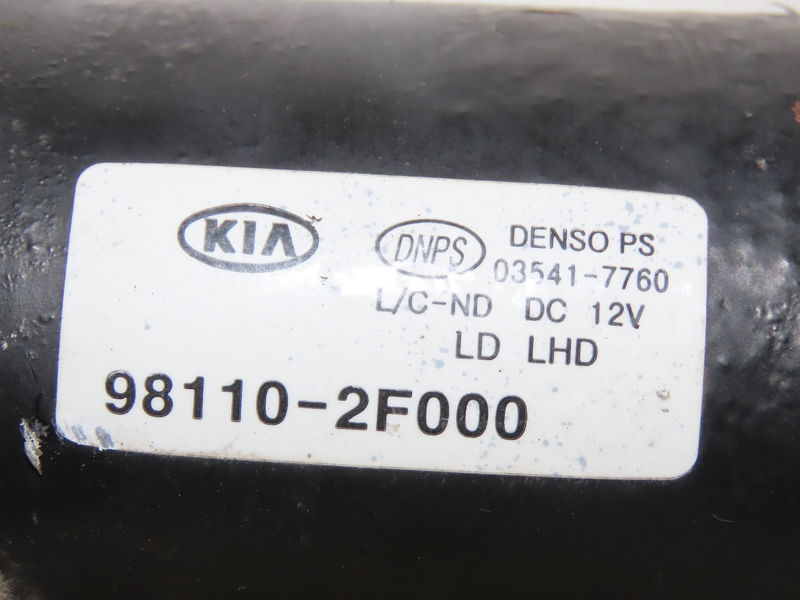 KIA
DNPS
DENSO PS
03541-7760
L/C-ND DC 12V
LD LHD
98110-2F000